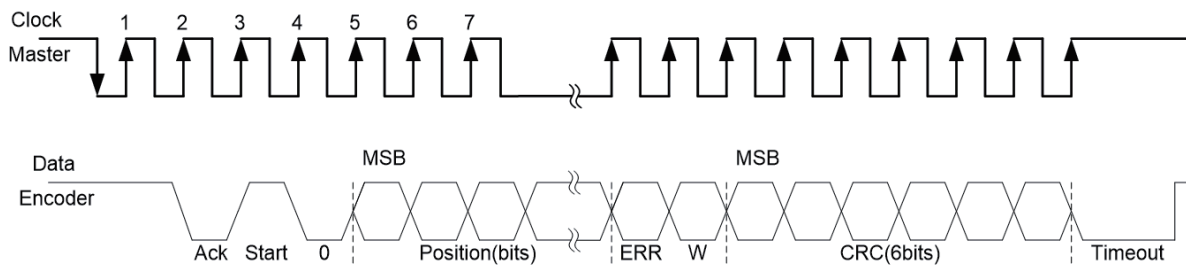 Clock
Master
1 2 3 4 5 6 7
Data
Encoder
MSB MSB
Ack Start 0 Position(bits) ERR W CRC(6bits) Timeout